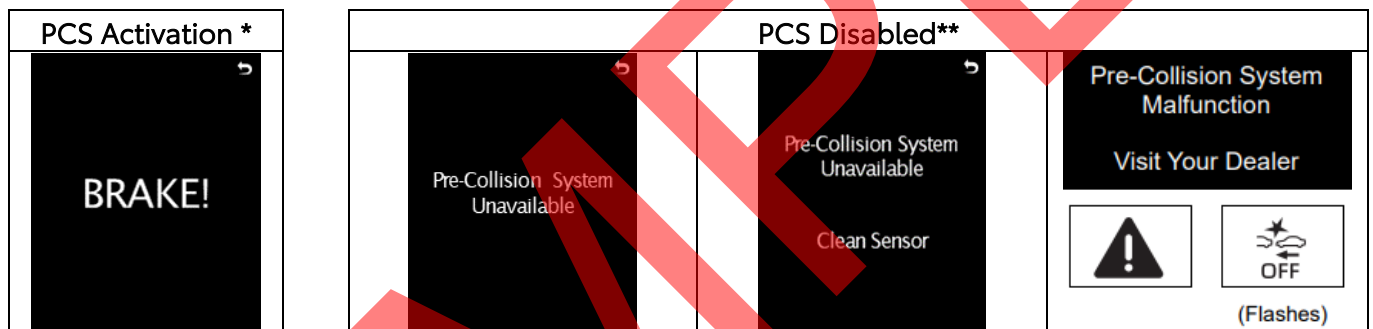 PCS Activation *
PCS Disabled**
BRAKE!
Pre-Collision System
Unavailable
Pre-Collision System
Unavailable
Clean Sensor
Pre-Collision System
Malfunction
Visit Your Dealer
OFF
(Flashes)